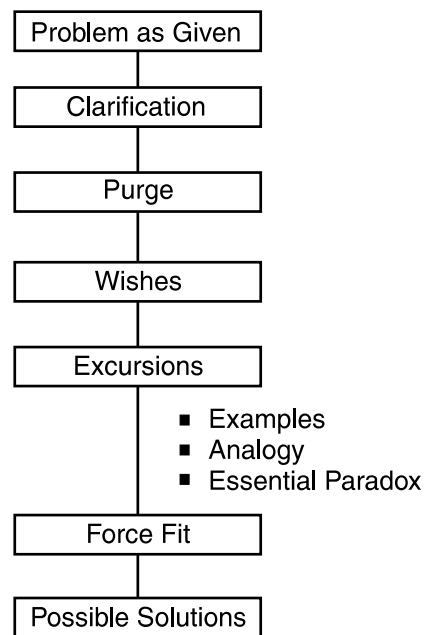 Problem as Given
Clarification
Purge
Wishes
Excursions
■ Examples
■ Analogy
■ Essential Paradox
Force Fit
Possible Solutions